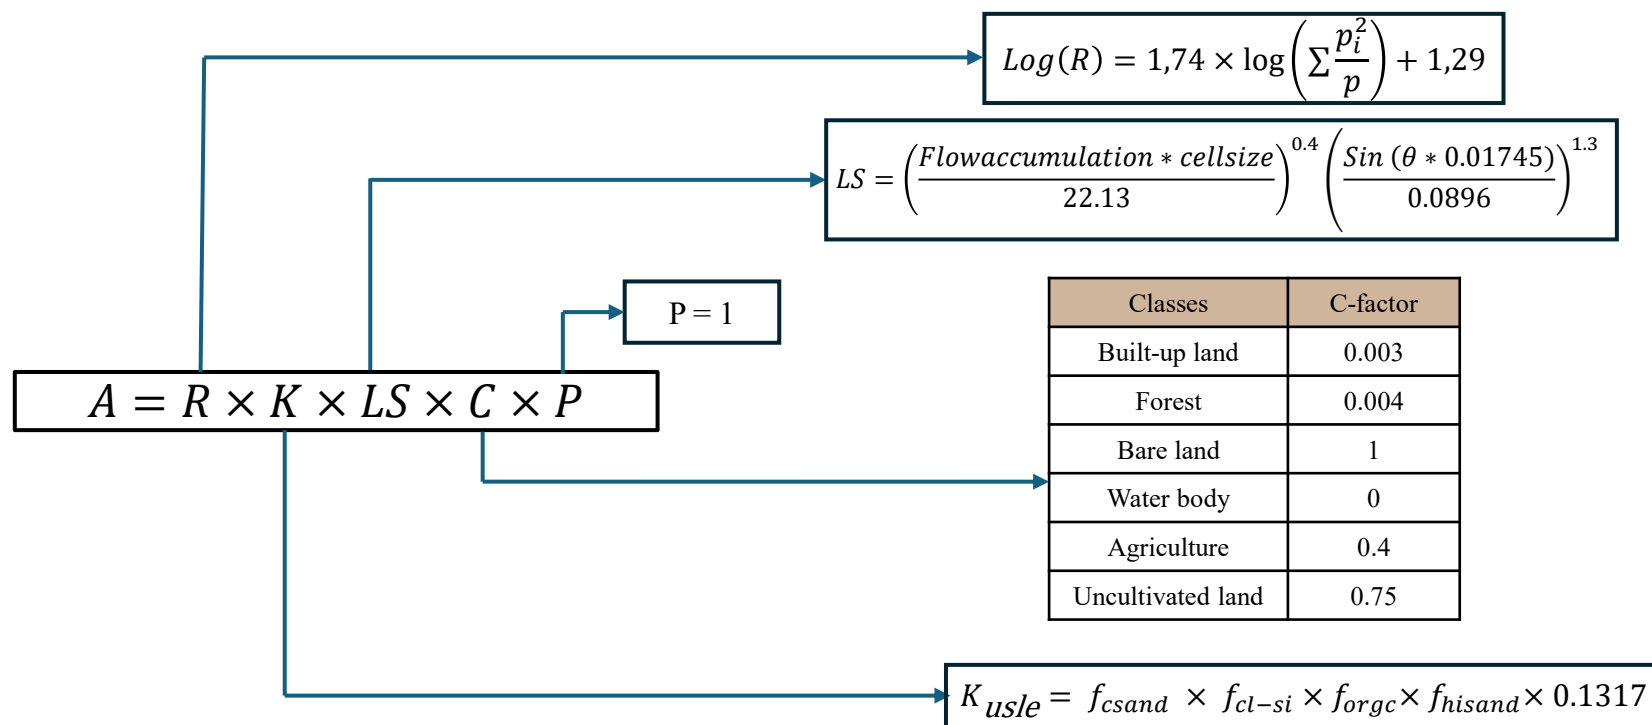 Log(R) = 1,74 × log(∑ p_i^2 / p) + 1,29
LS = (Flowaccumulation * cellsize / 22.13)^0.4 (Sin (θ * 0.01745) / 0.0896)^1.3
P = 1
A = R × K × LS × C × P
Classes C-factor
Built-up land 0.003
Forest 0.004
Bare land 1
Water body 0
Agriculture 0.4
Uncultivated land 0.75
K_usle = f_csand × f_cl−si × f_orgc × f_hisand × 0.1317